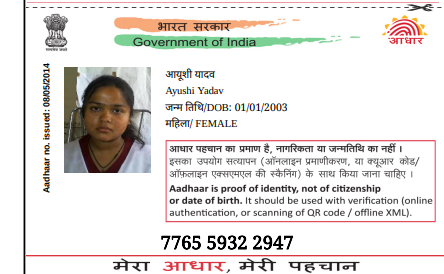 भारत सरकार
Government of India
आधार
Aadhaar no. issued: 08/05/2014
आयूशी यादव
Ayushi Yadav
जन्म तिथि/DOB: 01/01/2003
महिला/ FEMALE
आधार पहचान का प्रमाण है, नागरिकता या जन्मतिथि का नहीं ।
इसका उपयोग सत्यापन (ऑनलाइन प्रमाणीकरण, या क्यूआर कोड/
ऑफ़लाइन एक्सएमएल की स्कैनिंग) के साथ किया जाना चाहिए ।
Aadhaar is proof of identity, not of citizenship
or date of birth. It should be used with verification (online
authentication, or scanning of QR code / offline XML).
7765 5932 2947
मेरा आधार, मेरी पहचान